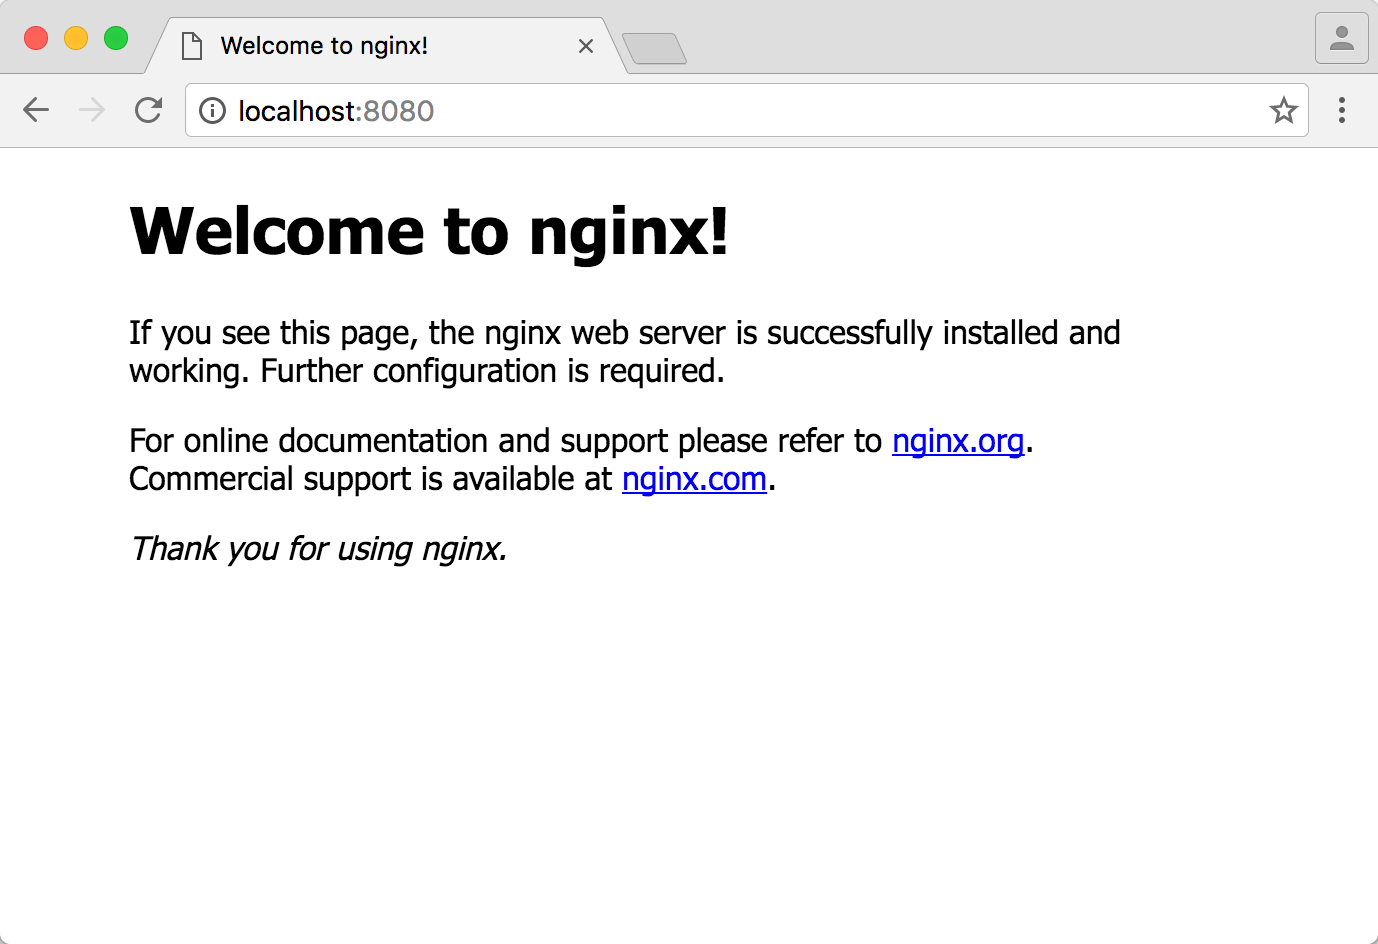 Welcome to nginx!
localhost:8080
Welcome to nginx!
If you see this page, the nginx web server is successfully installed and
working. Further configuration is required.
For online documentation and support please refer to nginx.org.
Commercial support is available at nginx.com.
Thank you for using nginx.